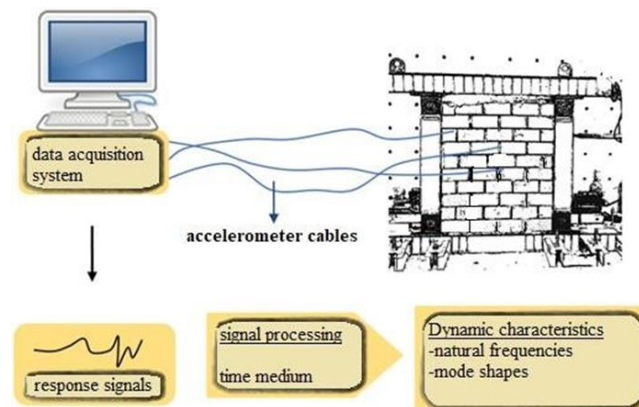 data acquisition
system
accelerometer cables
response signals
signal processing
time medium
Dynamic characteristics
-natural frequencies
-mode shapes